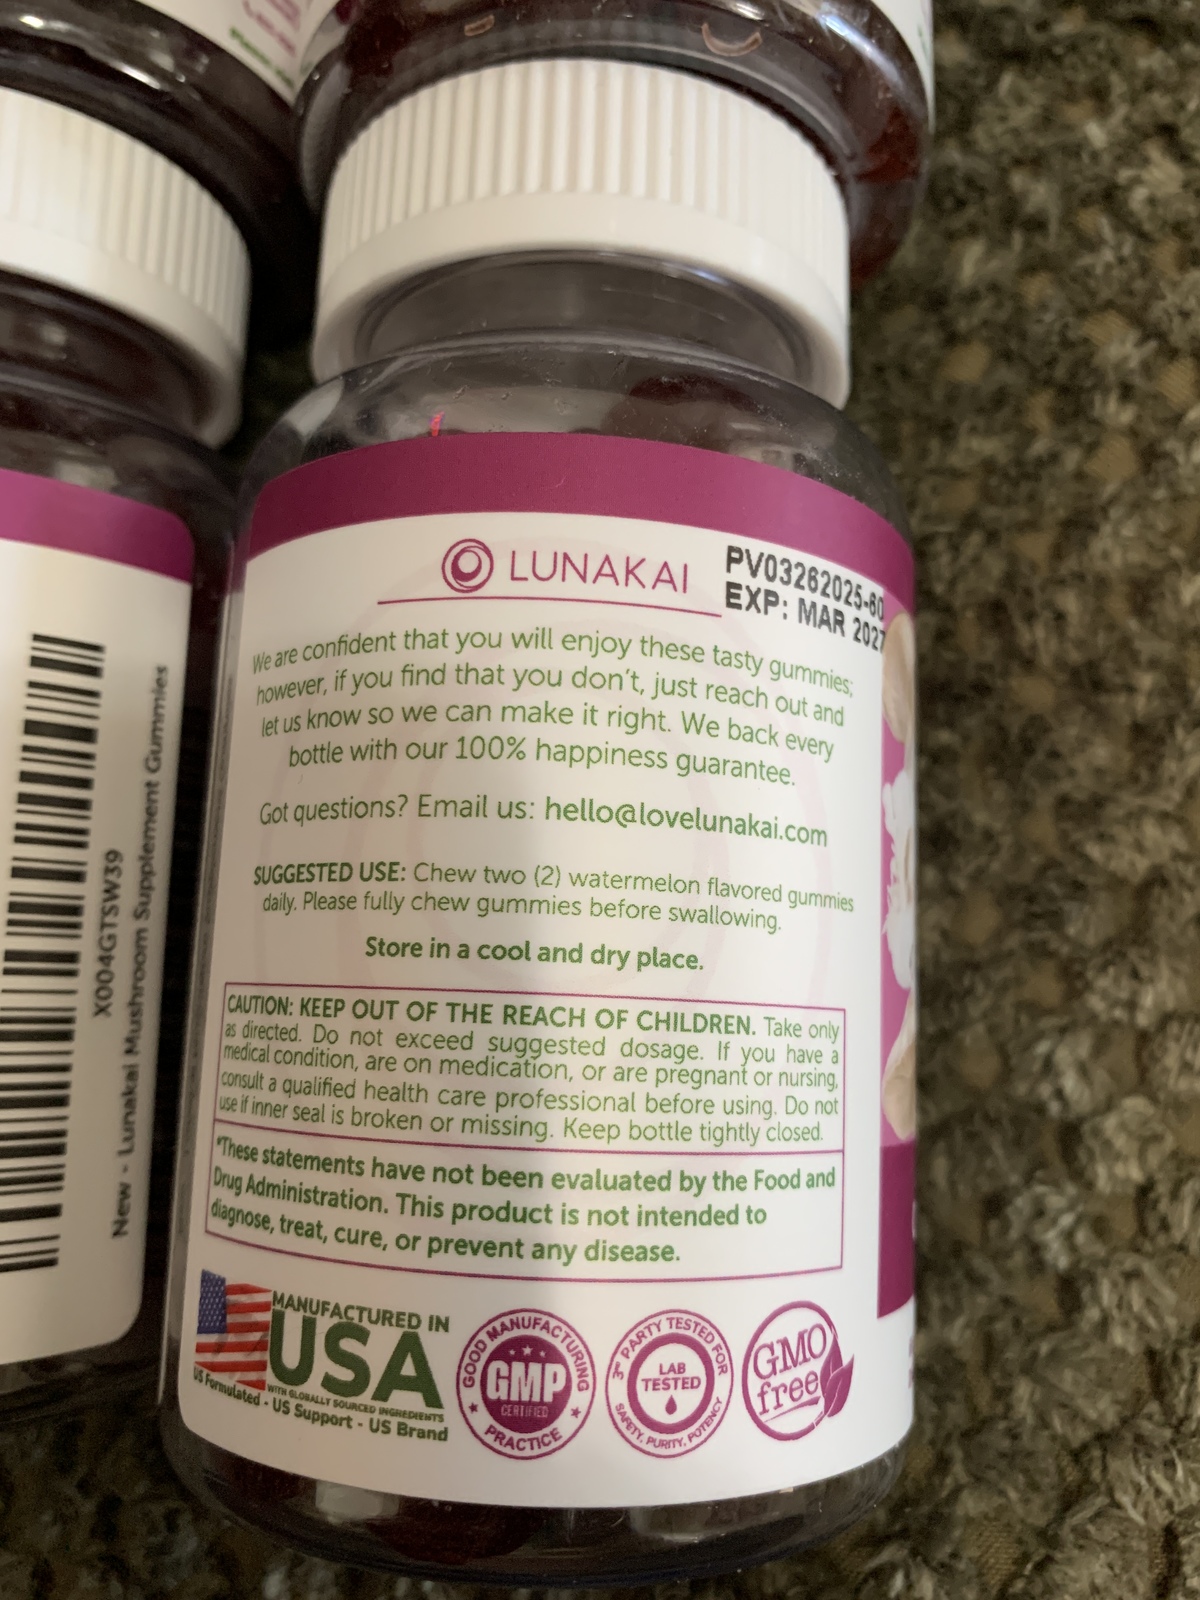 LUNAKAI
PV03262025-60
EXP: MAR 2027
We are confident that you will enjoy these tasty gummies;
however, if you find that you don't, just reach out and
let us know so we can make it right. We back every
bottle with our 100% happiness guarantee.
Got questions? Email us: hello@lovelunakai.com
SUGGESTED USE: Chew two (2) watermelon flavored gummies
daily. Please fully chew gummies before swallowing.
Store in a cool and dry place.
CAUTION: KEEP OUT OF THE REACH OF CHILDREN. Take only
as directed. Do not exceed suggested dosage. If you have a
medical condition, are on medication, or are pregnant or nursing,
consult a qualified health care professional before using. Do not
use if inner seal is broken or missing. Keep bottle tightly closed.
*These statements have not been evaluated by the Food and
Drug Administration. This product is not intended to
diagnose, treat, cure, or prevent any disease.
MANUFACTURED IN
USA
WITH GLOBALLY SOURCED INGREDIENTS
US Formulated - US Support - US Brand
GOOD MANUFACTURING
GMP
CERTIFIED
PRACTICE
3RD PARTY TESTED FOR
LAB
TESTED
SAFETY, PURITY, POTENCY
GMO
free
X004GTSW39
New - Lunakai Mushroom Supplement Gummies